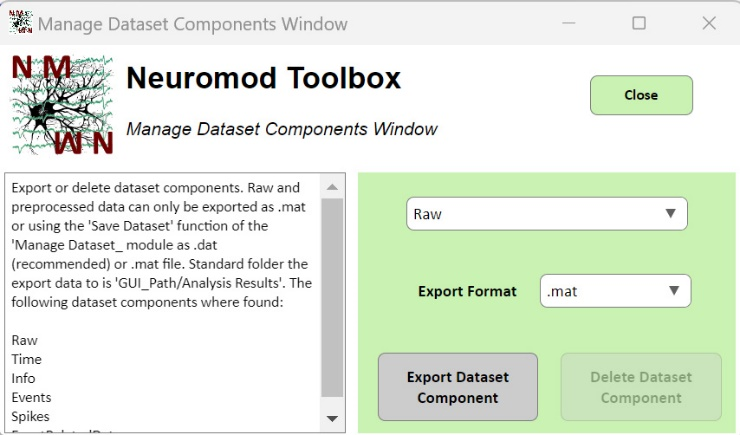 Manage Dataset Components Window
N M
M N
Neuromod Toolbox
Manage Dataset Components Window
Close
Export or delete dataset components. Raw and
preprocessed data can only be exported as .mat
or using the 'Save Dataset' function of the
'Manage Dataset_ module as .dat
(recommended) or .mat file. Standard folder the
export data to is 'GUI_Path/Analysis Results'. The
following dataset components where found:
Raw
Time
Info
Events
Spikes
Raw
Export Format
.mat
Export Dataset
Component
Delete Dataset
Component